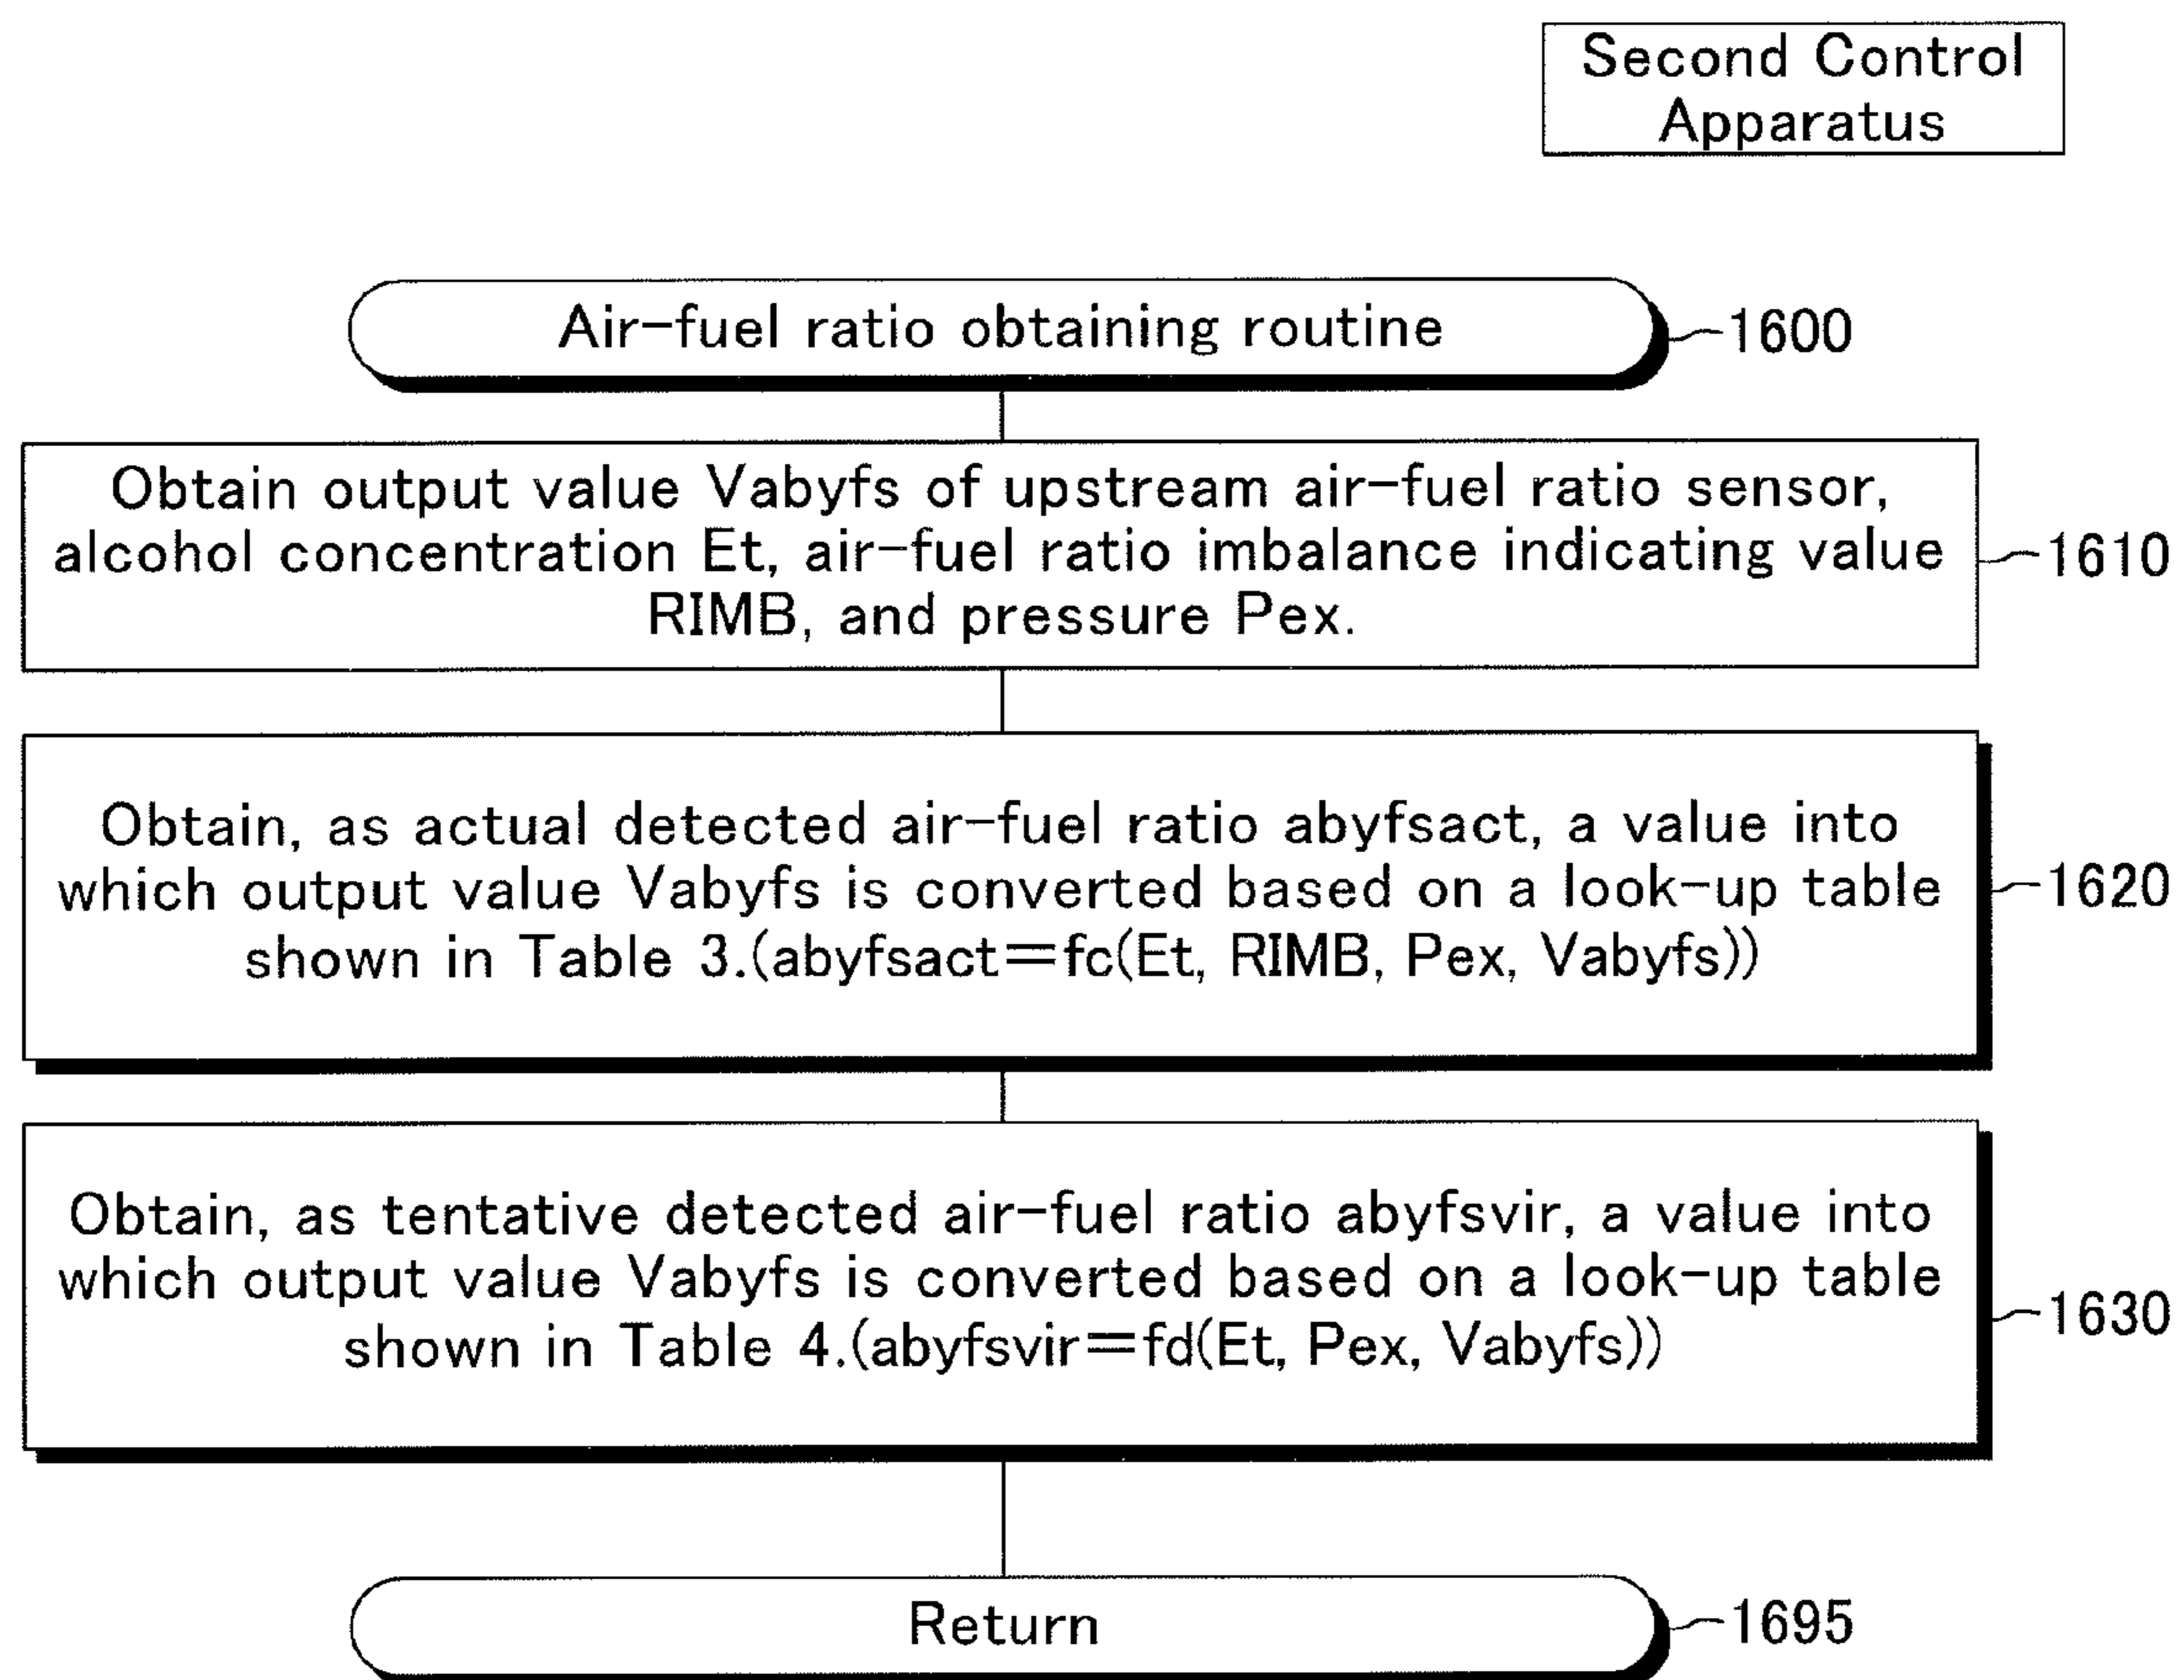 Second Control
Apparatus
Air-fuel ratio obtaining routine
1600
Obtain output value Vabyfs of upstream air-fuel ratio sensor,
alcohol concentration Et, air-fuel ratio imbalance indicating value
RIMB, and pressure Pex.
1610
Obtain, as actual detected air-fuel ratio abyfsact, a value into
which output value Vabyfs is converted based on a look-up table
shown in Table 3.(abyfsact=fc(Et, RIMB, Pex, Vabyfs))
1620
Obtain, as tentative detected air-fuel ratio abyfsvir, a value into
which output value Vabyfs is converted based on a look-up table
shown in Table 4.(abyfsvir=fd(Et, Pex, Vabyfs))
1630
Return
1695